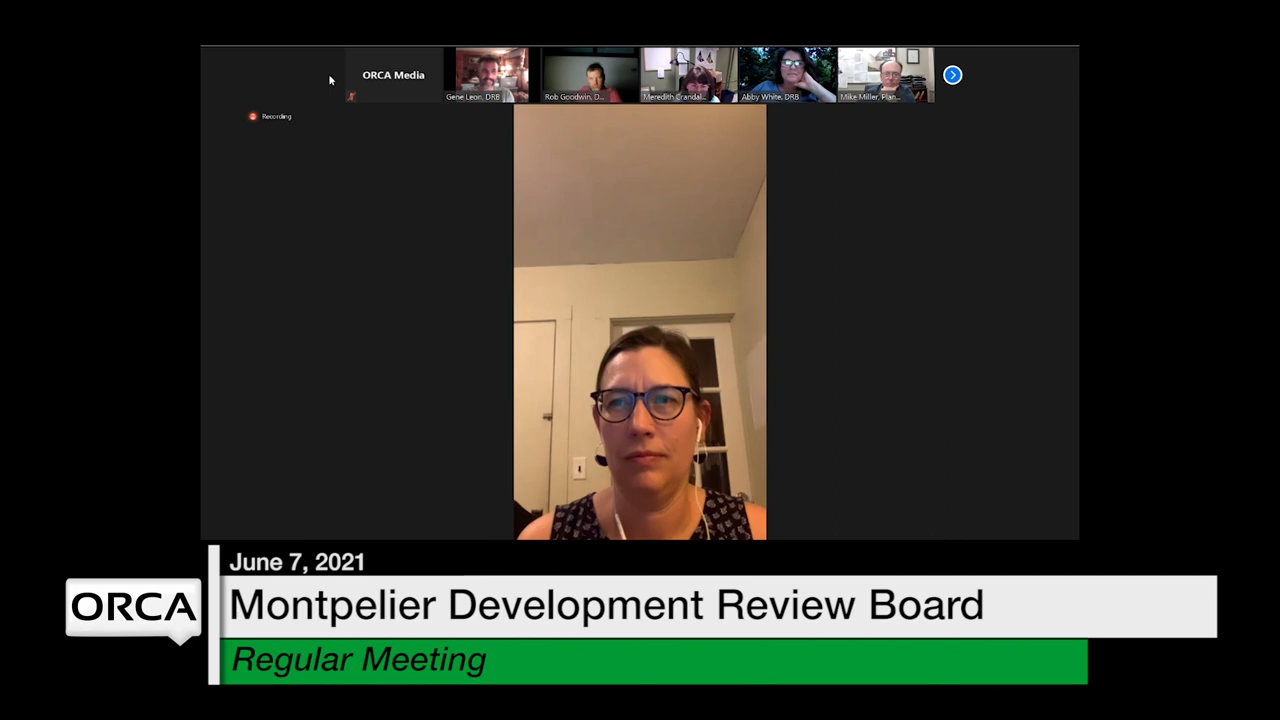 ORCA Media
Gene Leon, DRB
Rob Goodwin, D...
Meredith Crandal...
Abby White, DRB
Mike Miller, Plan...
Recording
June 7, 2021
ORCA
Montpelier Development Review Board
Regular Meeting